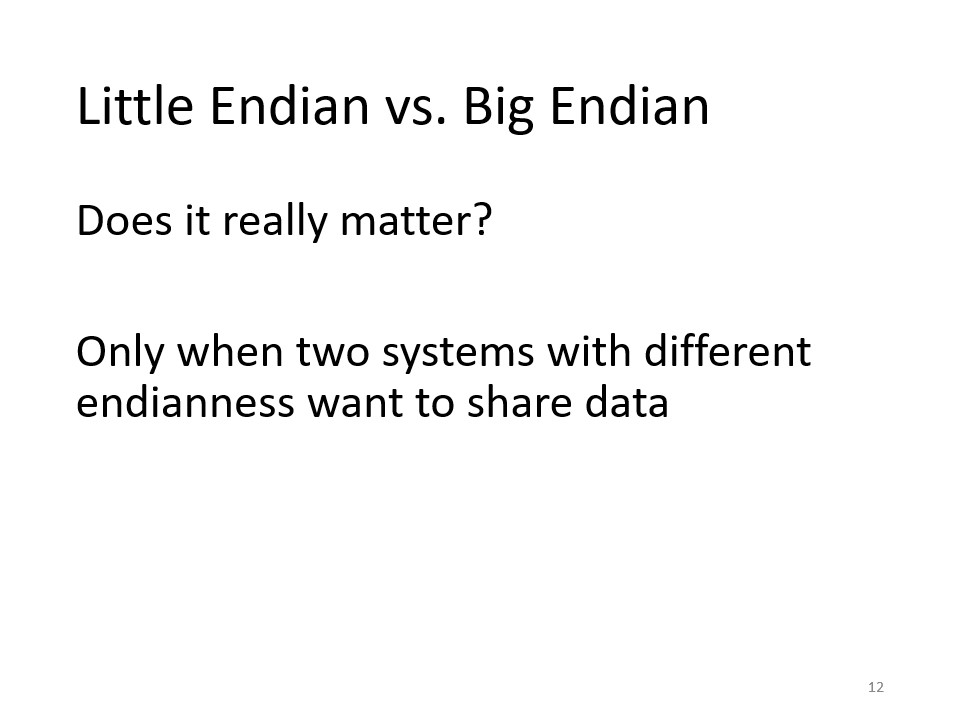 Little Endian vs. Big Endian
Does it really matter?
Only when two systems with different
endianness want to share data
12